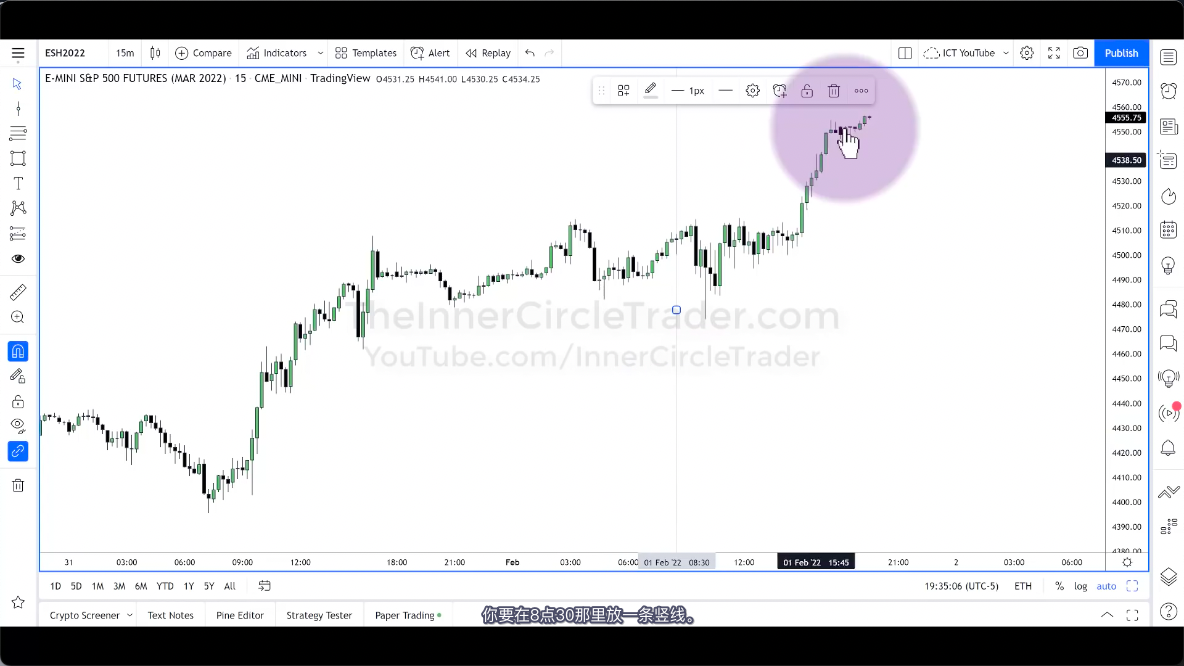 ESH2022 15m Compare Indicators Templates Alert Replay ICT YouTube Publish
E-MINI S&P 500 FUTURES (MAR 2022) · 15 · CME_MINI · TradingView O4531.25 H4541.00 L4530.25 C4534.25
1px
4570.00
4560.00
4555.75
4550.00
4538.50
4530.00
4520.00
4510.00
4500.00
4490.00
4480.00
4470.00
4460.00
4450.00
4440.00
4430.00
4420.00
4410.00
4400.00
4390.00
4380.00
TheInnerCircleTrader.com
YouTube.com/InnerCircleTrader
31 03:00 06:00 09:00 12:00 18:00 21:00 Feb 03:00 06:00 01 Feb '22 08:30 12:00 01 Feb '22 15:45 21:00 2 03:00 06:00
1D 5D 1M 3M 6M YTD 1Y 5Y All 19:35:06 (UTC-5) ETH % log auto
Crypto Screener Text Notes Pine Editor Strategy Tester Paper Trading
你要在8点30那里放一条竖线。